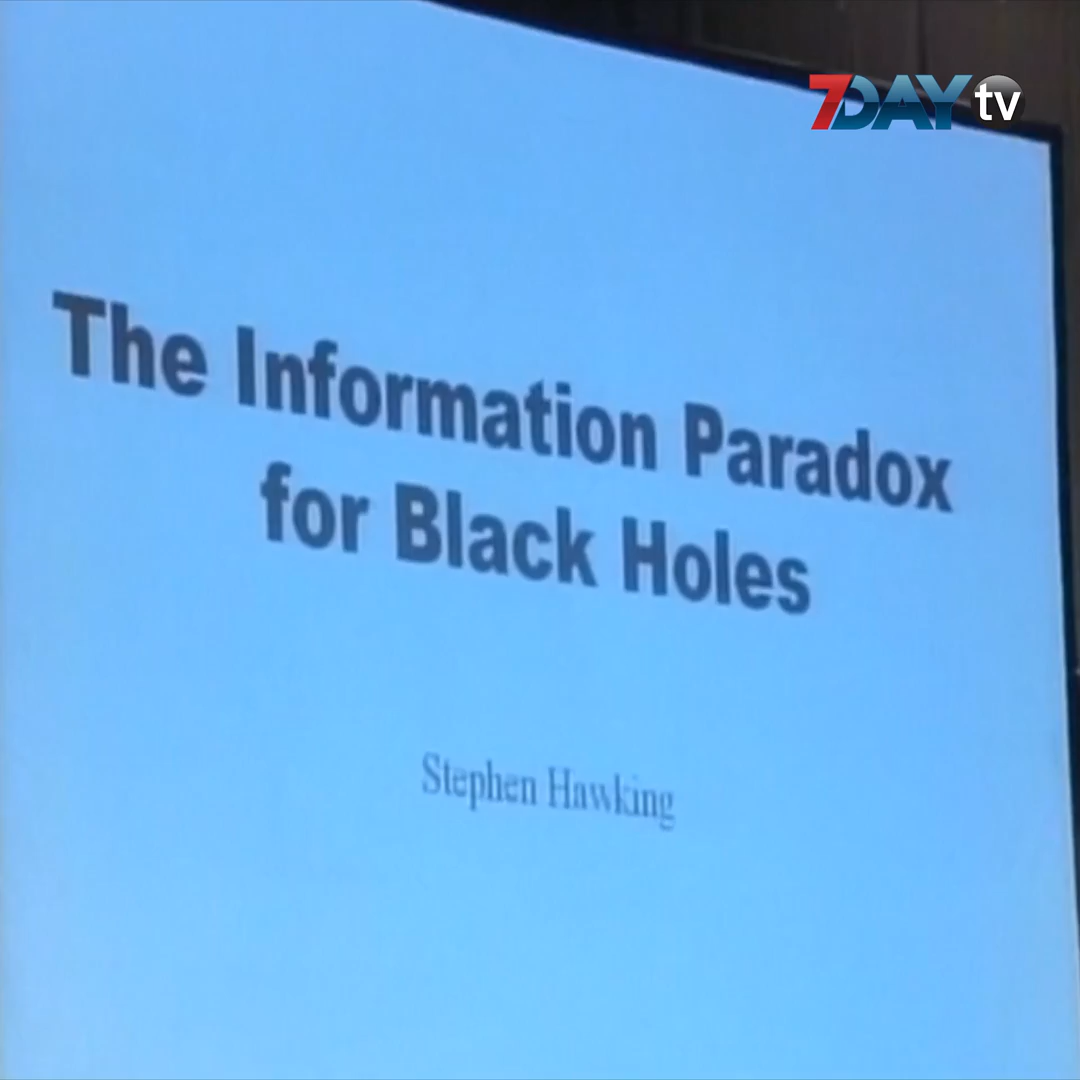 7DAY tv
The Information Paradox
for Black Holes
Stephen Hawking